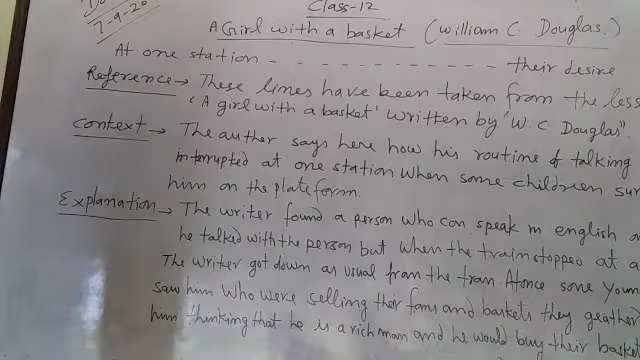 7-9-20
Class-12
A Girl with a basket (William C. Douglas.)
At one station - - - - - - - - - - - their desire
Reference → These lines have been taken from the less
'A girl with a basket' written by "W. C. Douglas"
Context → The auther says here how his routine of talking
interrupted at one station when some children surr
him on the plateform.
Explanation → The writer found a person who can speak in english a
he talked with the person but when the train stopped at a
The writer got down as usual from the tran Atonce some Youn
saw him who were selling their fans and baskets they geather
him thinking that he is a rich man and he would buy their basket